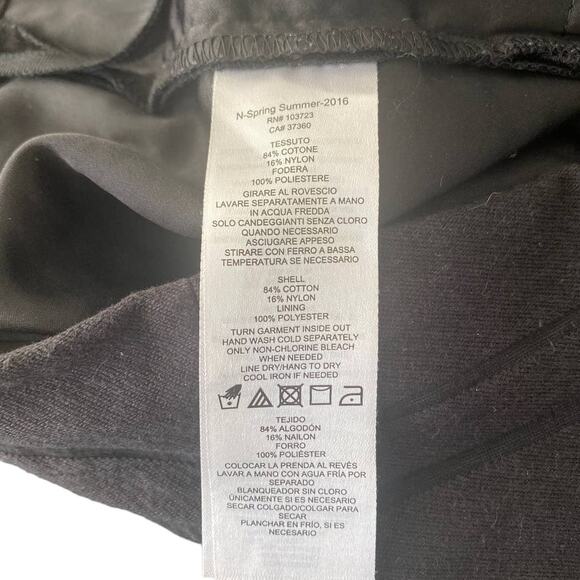 N-Spring Summer-2016
RN# 103723
CA# 37360
TESSUTO
84% COTONE
16% NYLON
FODERA
100% POLIESTERE
GIRARE AL ROVESCIO
LAVARE SEPARATAMENTE A MANO
IN ACQUA FREDDA
SOLO CANDEGGIANTI SENZA CLORO
QUANDO NECESSARIO
ASCIUGARE APPESO
STIRARE CON FERRO A BASSA
TEMPERATURA SE NECESSARIO
SHELL
84% COTTON
16% NYLON
LINING
100% POLYESTER
TURN GARMENT INSIDE OUT
HAND WASH COLD SEPARATELY
ONLY NON-CHLORINE BLEACH
WHEN NEEDED
LINE DRY/HANG TO DRY
COOL IRON IF NEEDED
TEJIDO
84% ALGODÓN
16% NAILON
FORRO
100% POLIÉSTER
COLOCAR LA PRENDA AL REVÉS
LAVAR A MANO CON AGUA FRÍA POR
SEPARADO
BLANQUEADOR SIN CLORO
ÚNICAMENTE SI ES NECESARIO
SECAR COLGADO/COLGAR PARA SECAR
PLANCHAR EN FRÍO, SI ES
NECESARIO